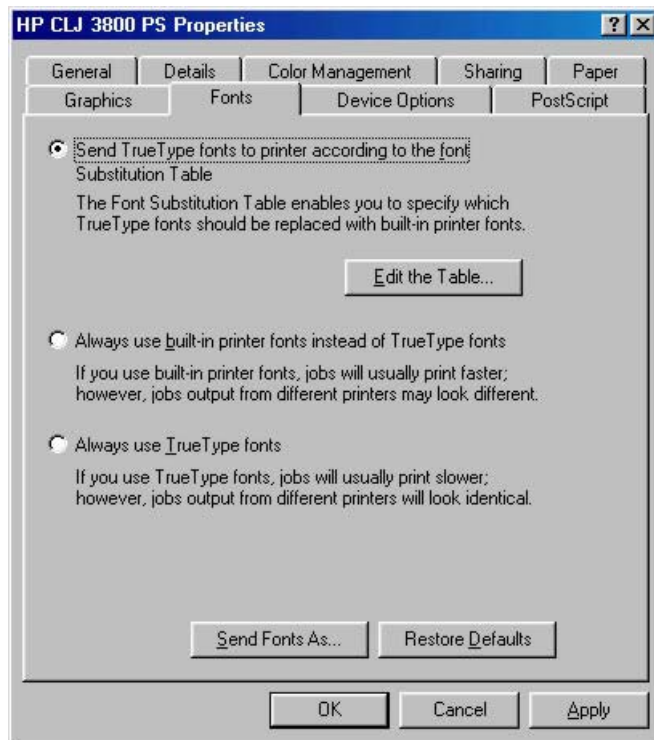 HP CLJ 3800 PS Properties
General Details Color Management Sharing Paper
Graphics Fonts Device Options PostScript
Send TrueType fonts to printer according to the font
Substitution Table
The Font Substitution Table enables you to specify which
TrueType fonts should be replaced with built-in printer fonts.
Edit the Table...
Always use built-in printer fonts instead of TrueType fonts
If you use built-in printer fonts, jobs will usually print faster;
however, jobs output from different printers may look different.
Always use TrueType fonts
If you use TrueType fonts, jobs will usually print slower;
however, jobs output from different printers will look identical.
Send Fonts As... Restore Defaults
OK Cancel Apply